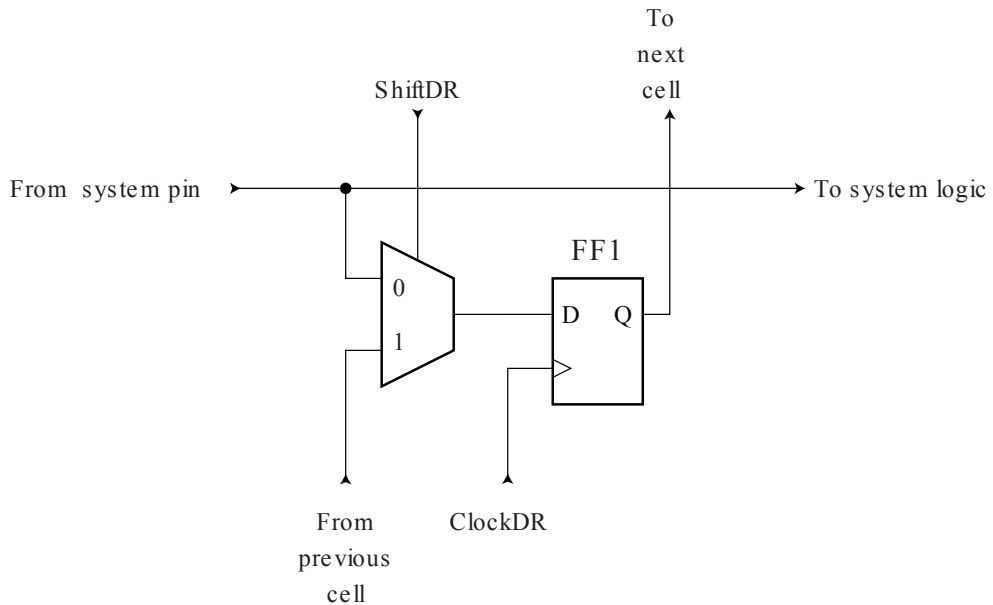 To
next
cell
ShiftDR
From system pin
To system logic
FF1
0
D Q
1
From
previous
cell
ClockDR